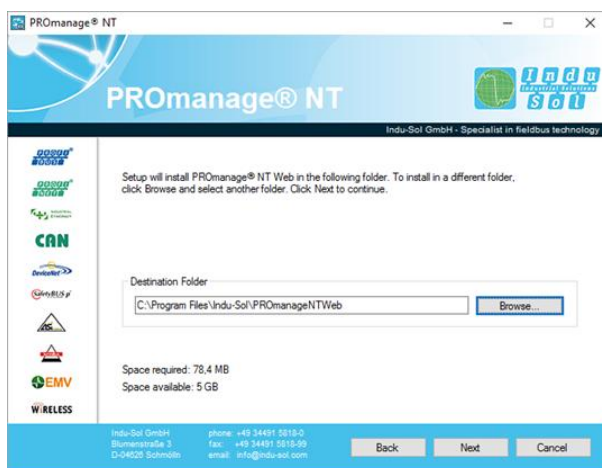 PROmanage® NT
PROmanage® NT
Indu
Industrial Solutions
Sol
Indu-Sol GmbH - Specialist in fieldbus technology
Setup will install PROmanage® NT Web in the following folder. To install in a different folder,
click Browse and select another folder. Click Next to continue.
CAN
DeviceNet
SafetyBUS p
Destination Folder
C:\Program Files\Indu-Sol\PROmanageNTWeb
Browse...
EMV
WiRELESS
Space required: 78,4 MB
Space available: 5 GB
Indu-Sol GmbH
Blumenstraße 3
D-04626 Schmölln
phone: +49 34491 5818-0
fax: +49 34491 5818-99
email: info@indu-sol.com
Back
Next
Cancel